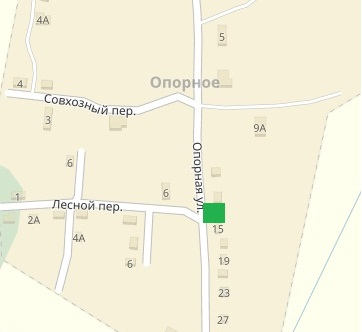 4А
5
Опорное
4
Совхозный пер.
3
9А
Опорная ул.
6
6
1
Лесной пер.
2А
15
4А
6
19
23
27